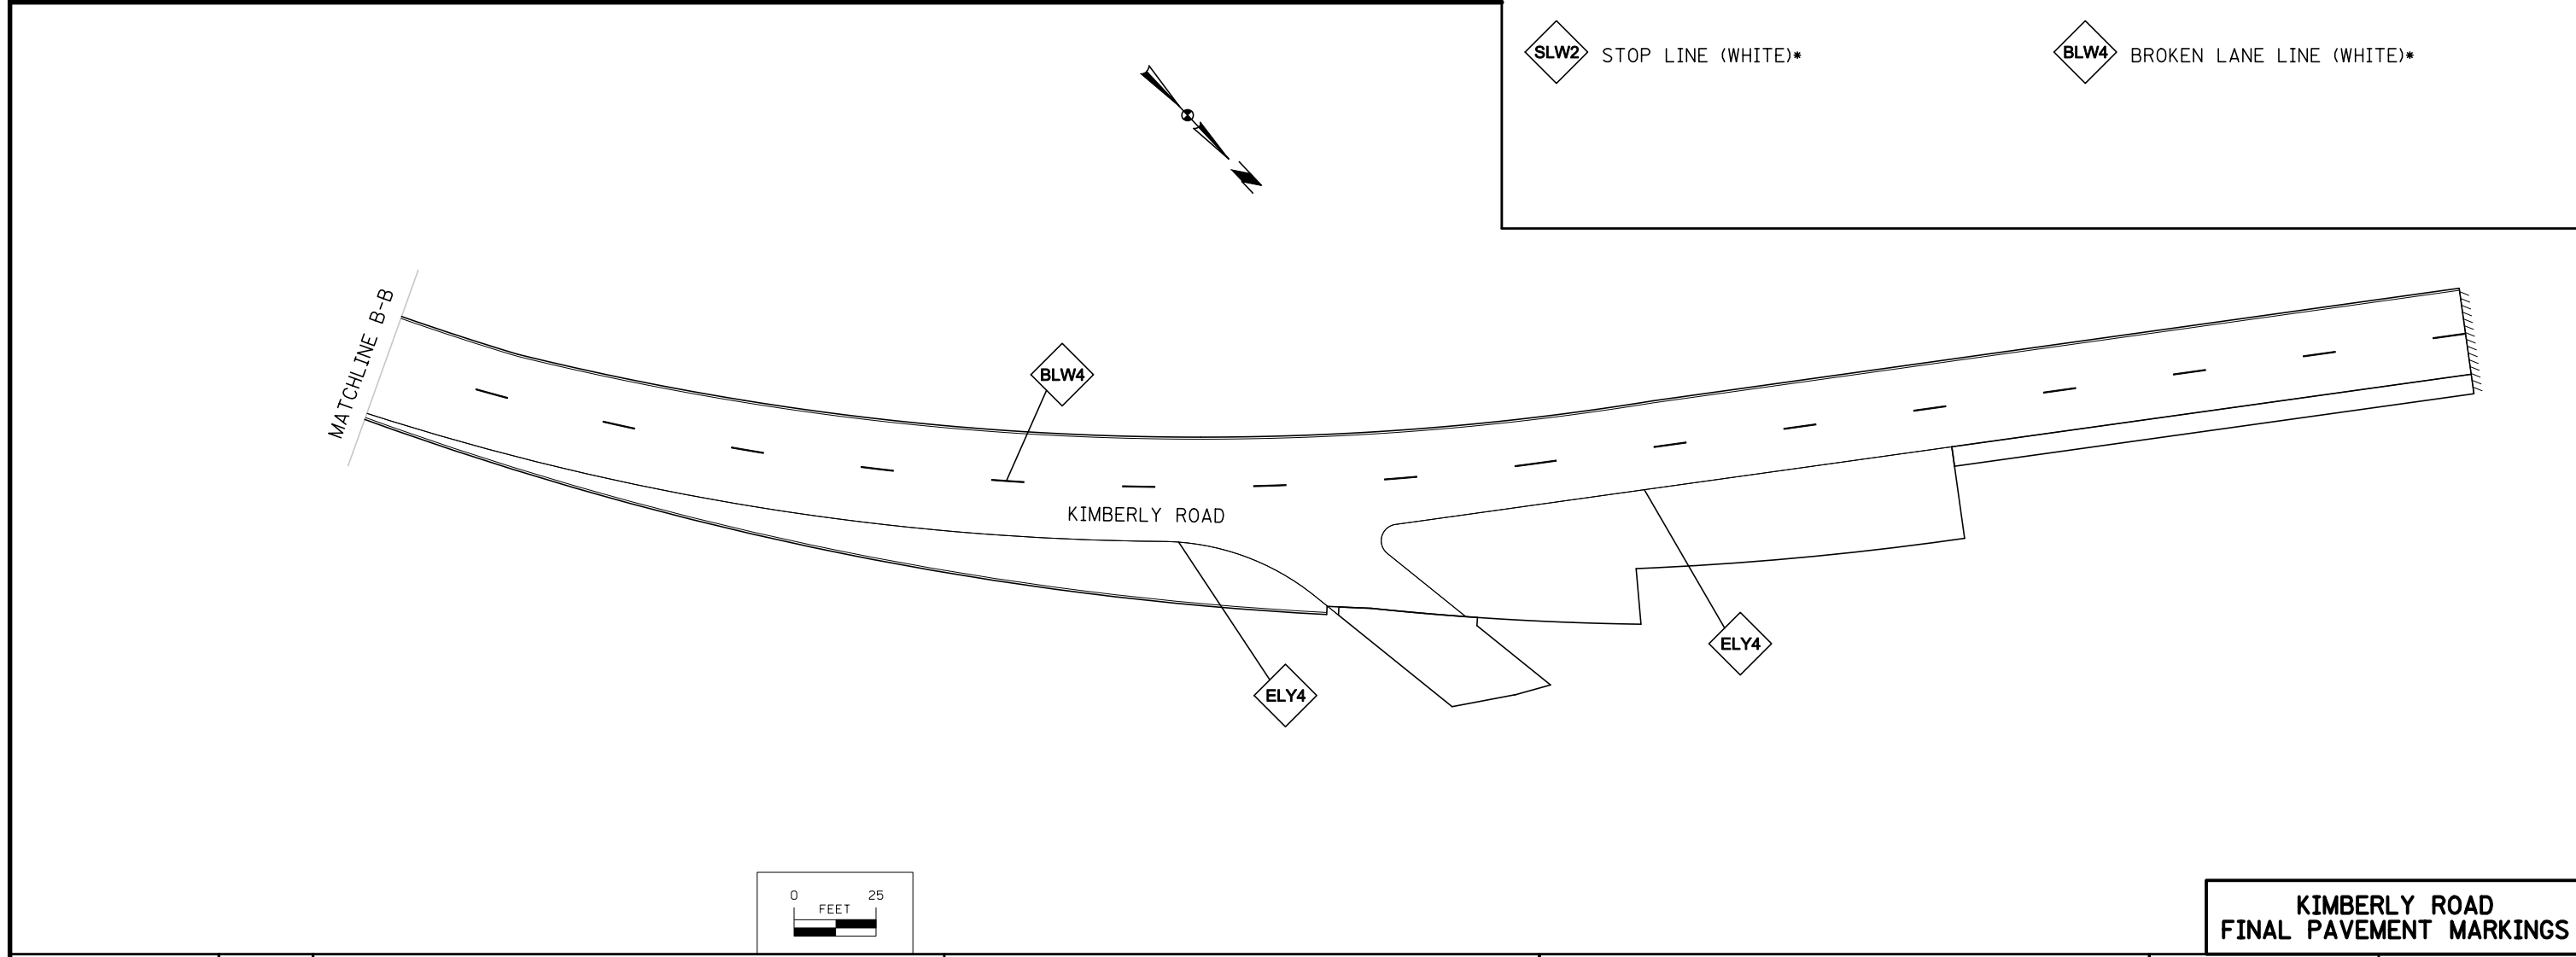 SLW2 STOP LINE (WHITE)*
BLW4 BROKEN LANE LINE (WHITE)*
N
MATCHLINE B-B
BLW4
KIMBERLY ROAD
ELY4
ELY4
0 25
FEET
KIMBERLY ROAD
FINAL PAVEMENT MARKINGS